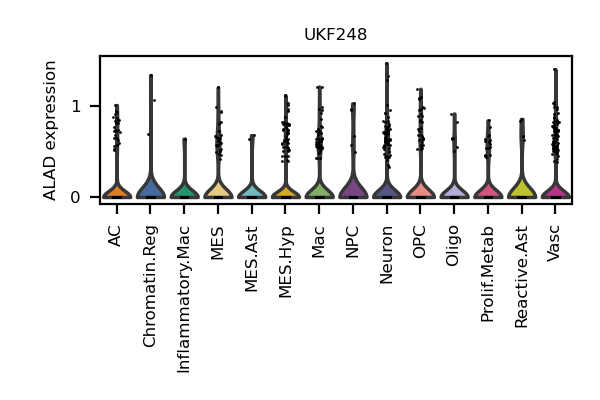 UKF248
ALAD expression
1
0
AC
Chromatin.Reg
Inflammatory.Mac
MES
MES.Ast
MES.Hyp
Mac
NPC
Neuron
OPC
Oligo
Prolif.Metab
Reactive.Ast
Vasc